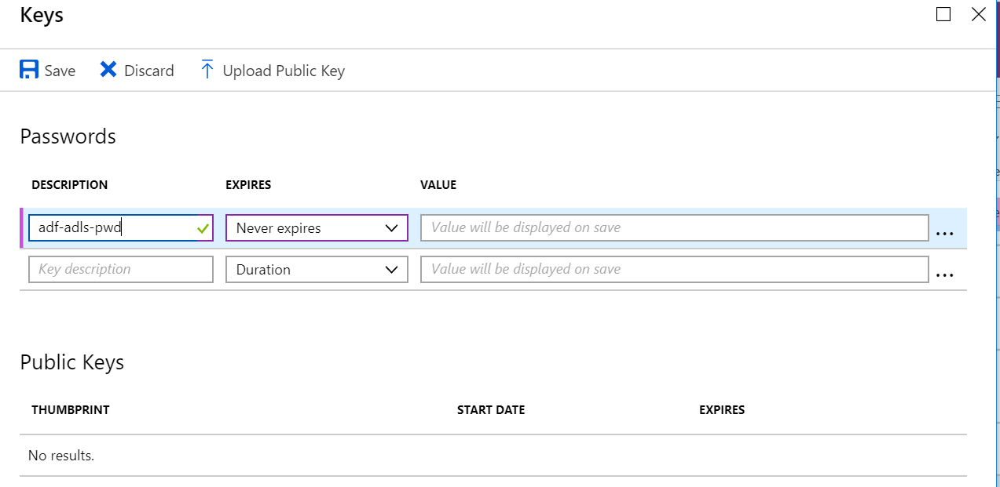 Keys
Save Discard Upload Public Key
Passwords
DESCRIPTION EXPIRES VALUE
adf-adls-pwd Never expires Value will be displayed on save ...
Key description Duration Value will be displayed on save ...
Public Keys
THUMBPRINT START DATE EXPIRES
No results.